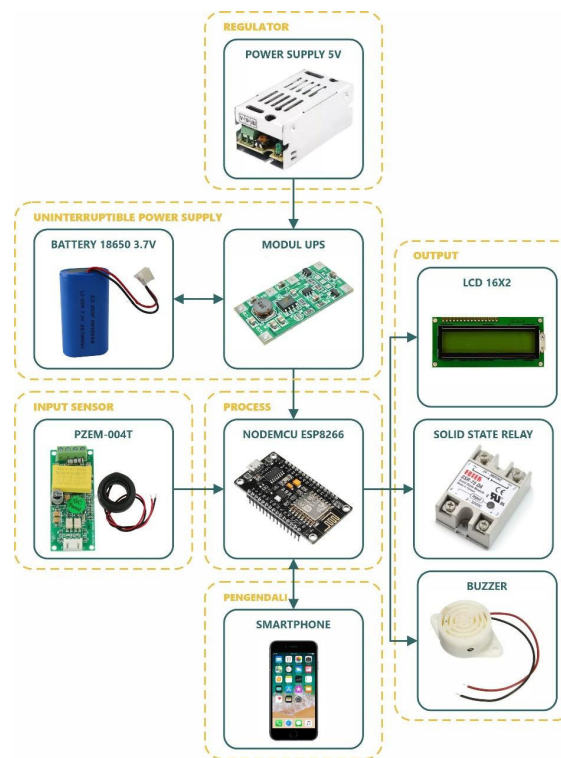 REGULATOR
POWER SUPPLY 5V
UNINTERRUPTIBLE POWER SUPPLY
BATTERY 18650 3.7V
MODUL UPS
OUTPUT
LCD 16X2
INPUT SENSOR
PZEM-004T
PROCESS
NODEMCU ESP8266
SOLID STATE RELAY
BUZZER
PENGENDALI
SMARTPHONE